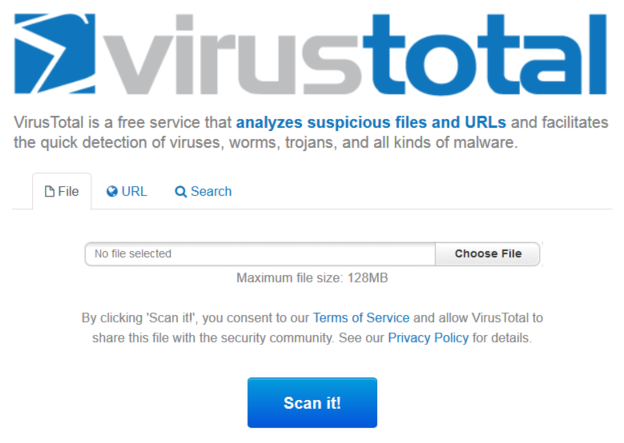 virustotal
VirusTotal is a free service that analyzes suspicious files and URLs and facilitates
the quick detection of viruses, worms, trojans, and all kinds of malware.
File URL Search
No file selected Choose File
Maximum file size: 128MB
By clicking 'Scan it!', you consent to our Terms of Service and allow VirusTotal to
share this file with the security community. See our Privacy Policy for details.
Scan it!